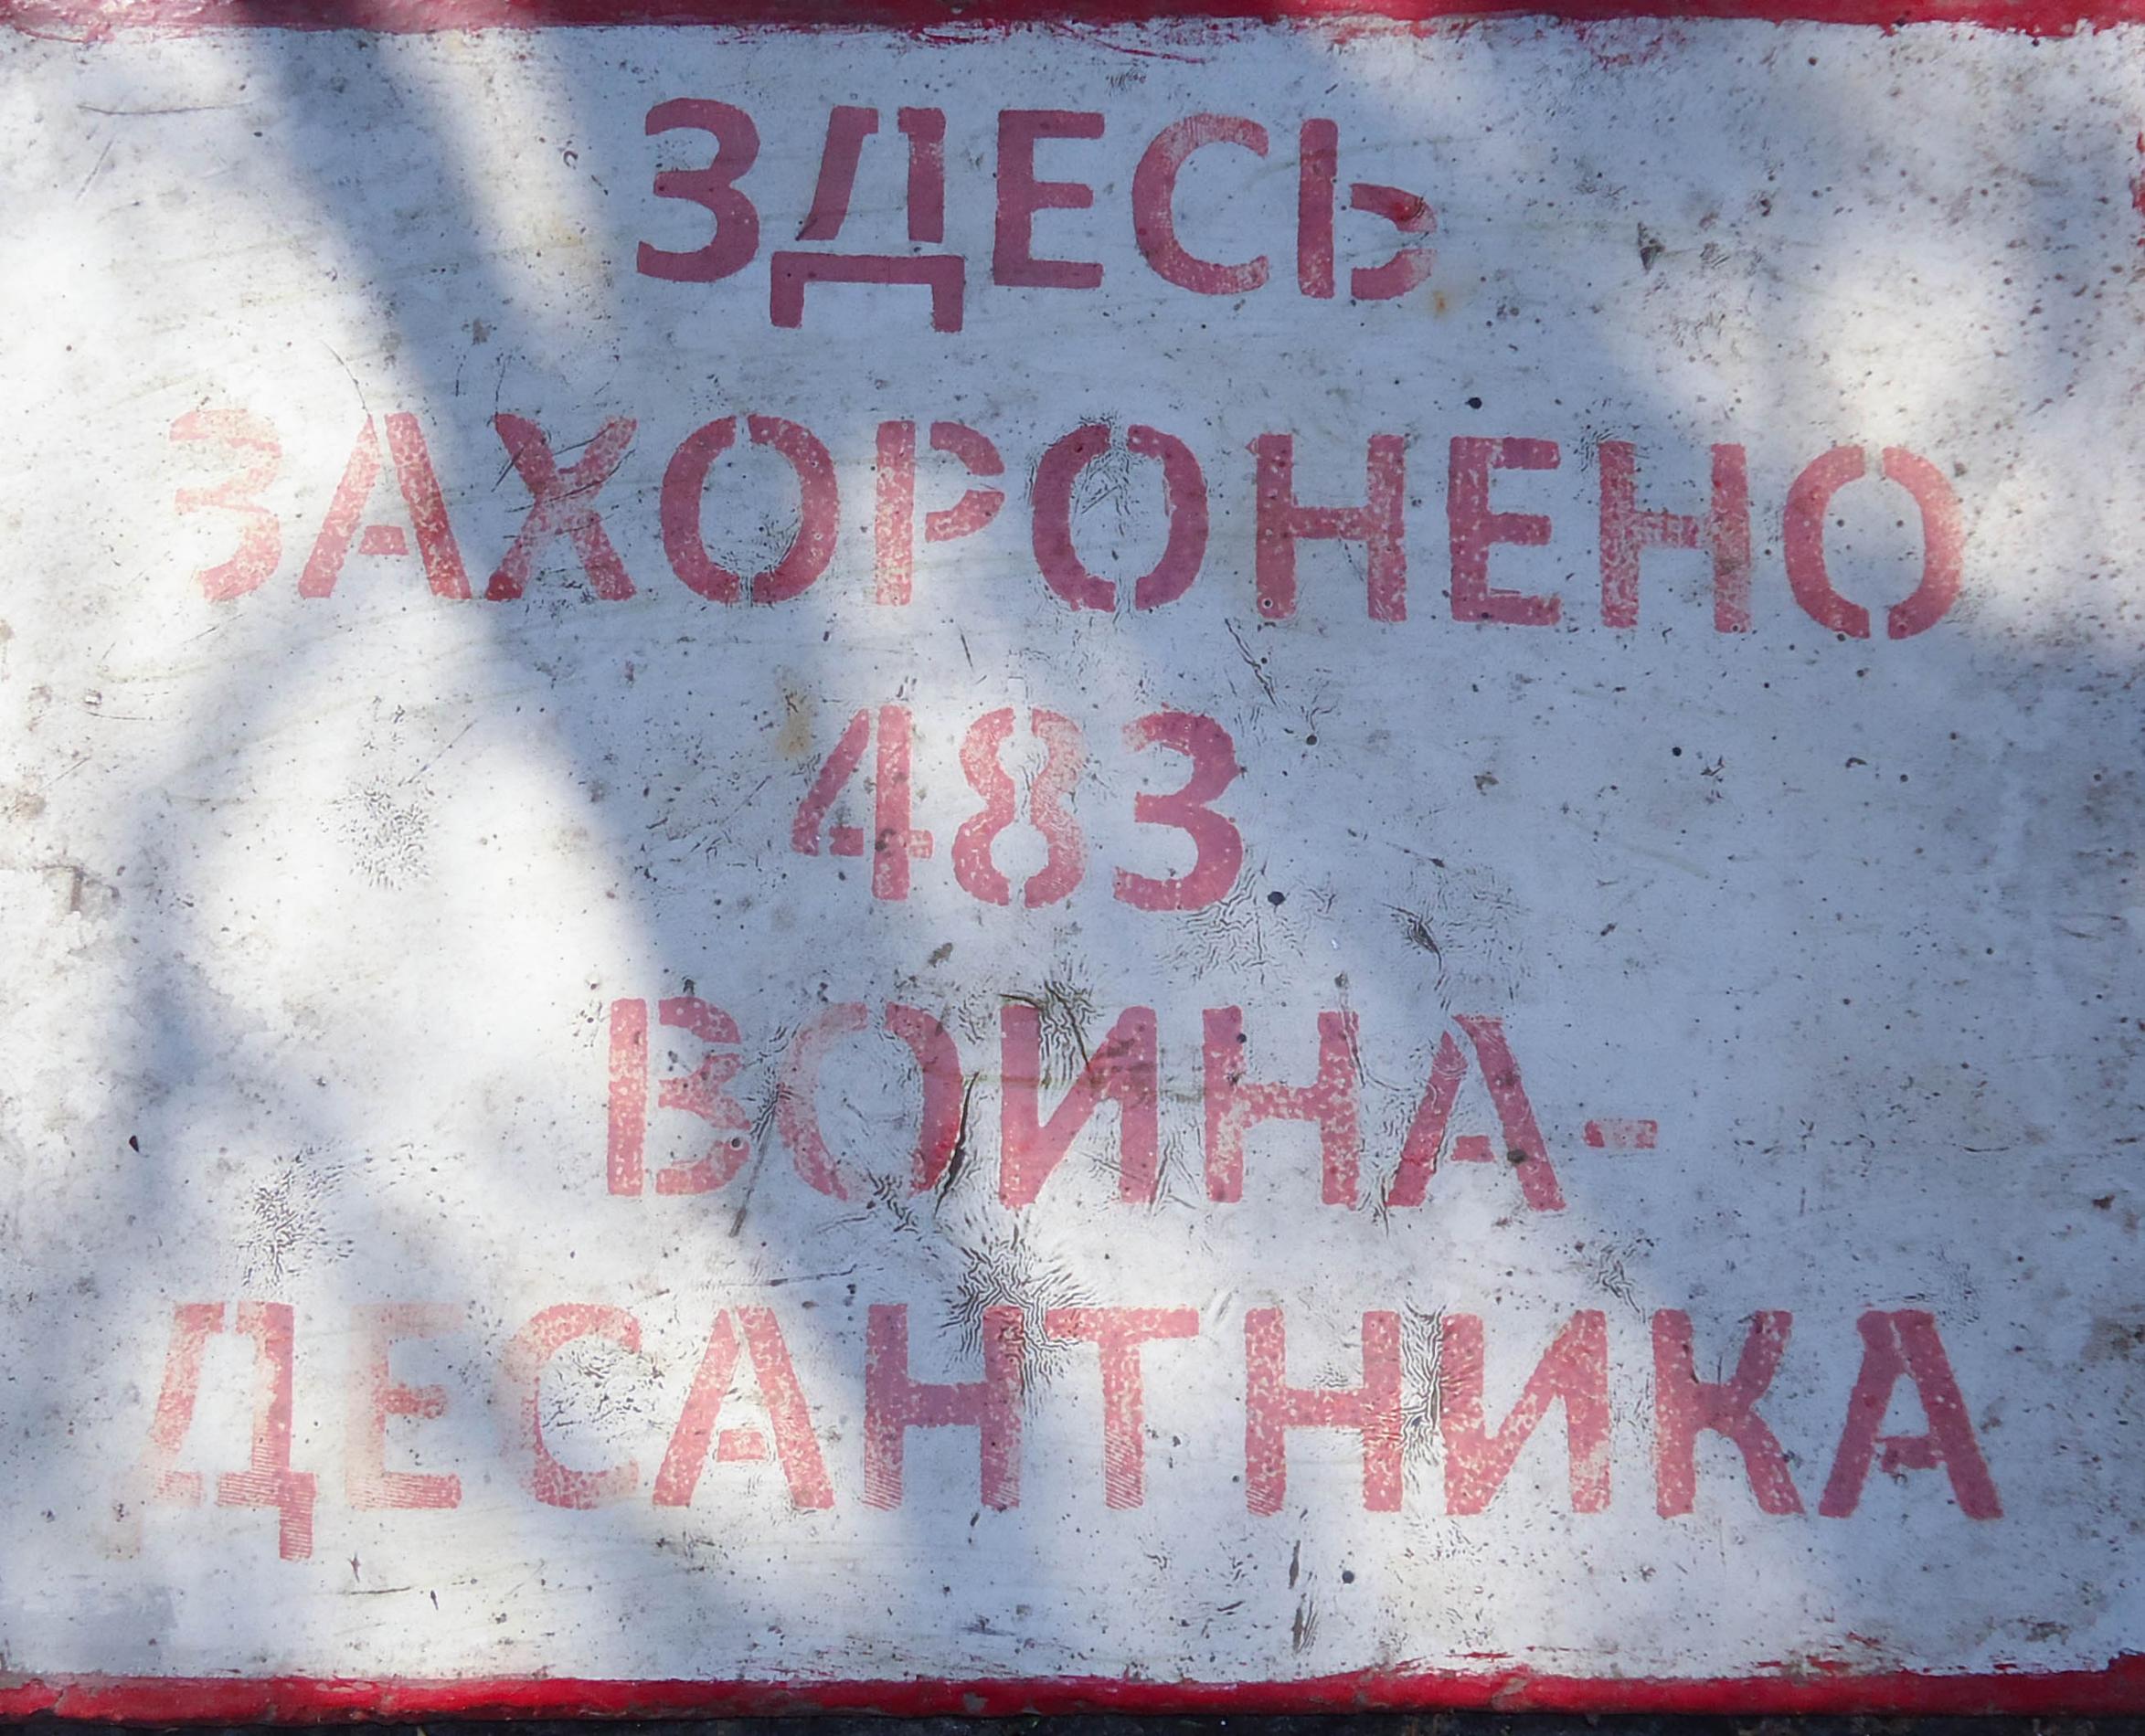 ЗДЕСЬ
ЗАХОРОНЕНО
483
ВОИНА-
ДЕСАНТНИКА